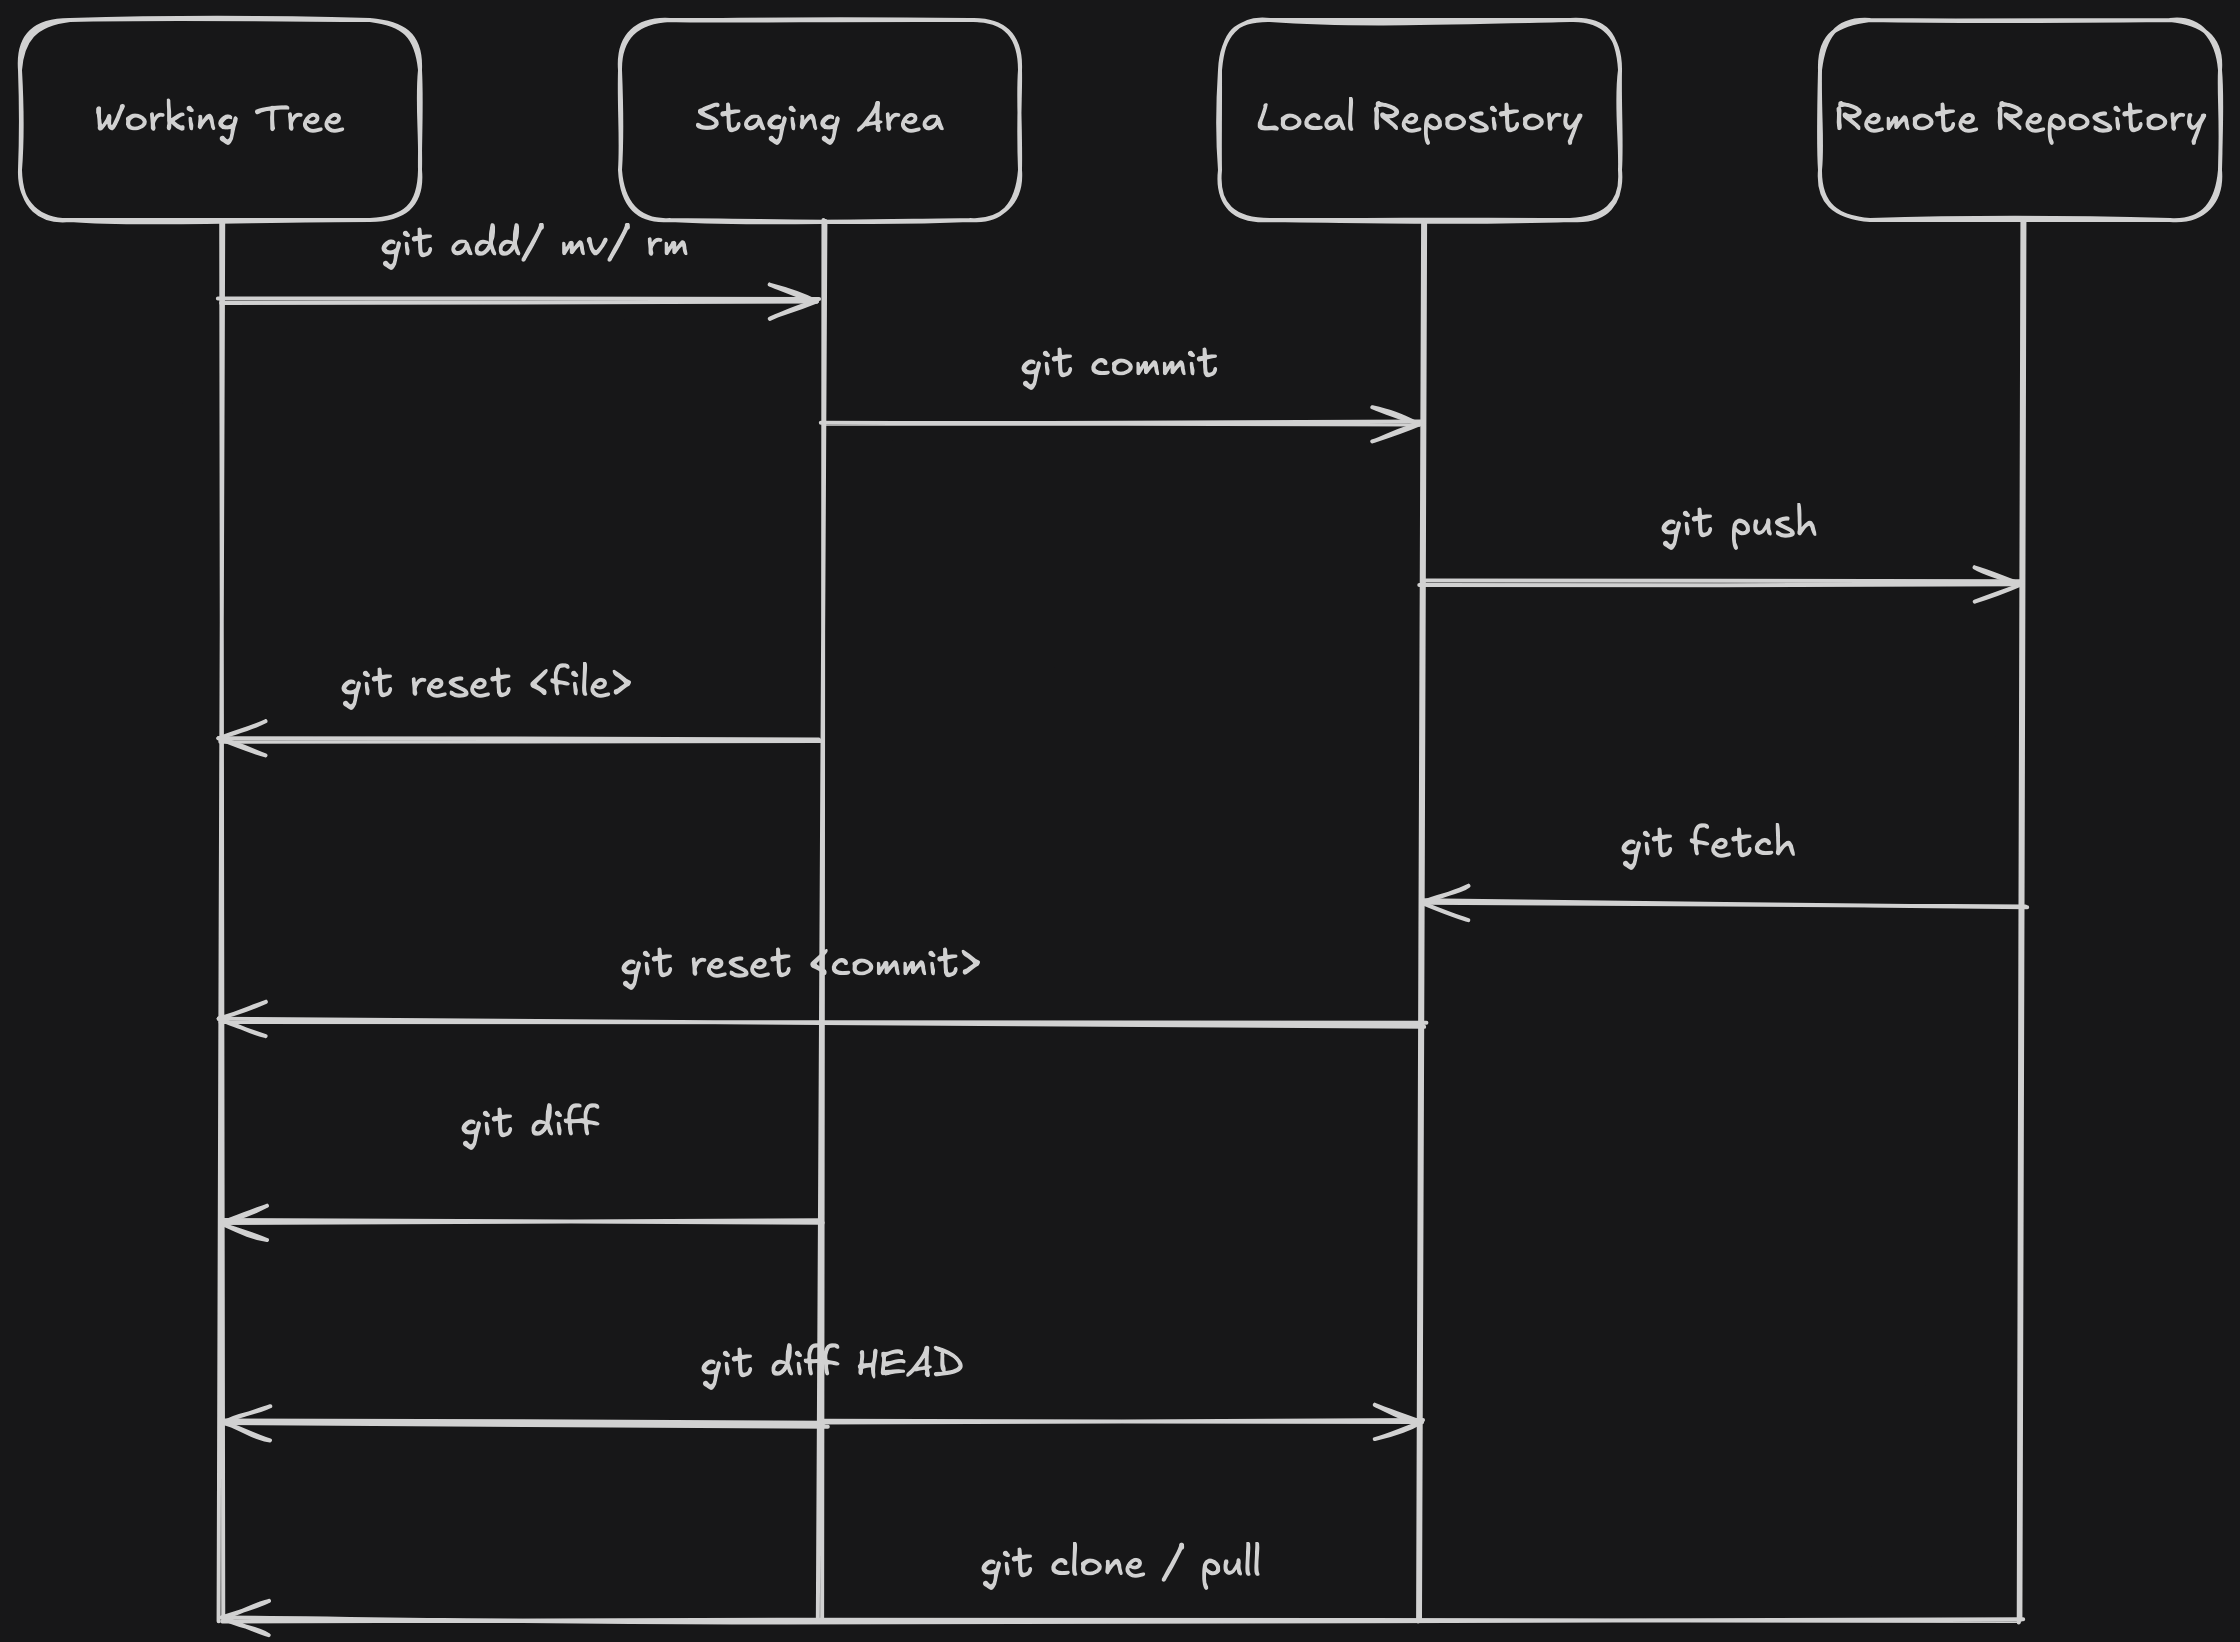 Working Tree
Staging Area
Local Repository
Remote Repository
git add/ mv/ rm
git commit
git push
git reset <file>
git fetch
git reset <commit>
git diff
git diff HEAD
git clone / pull